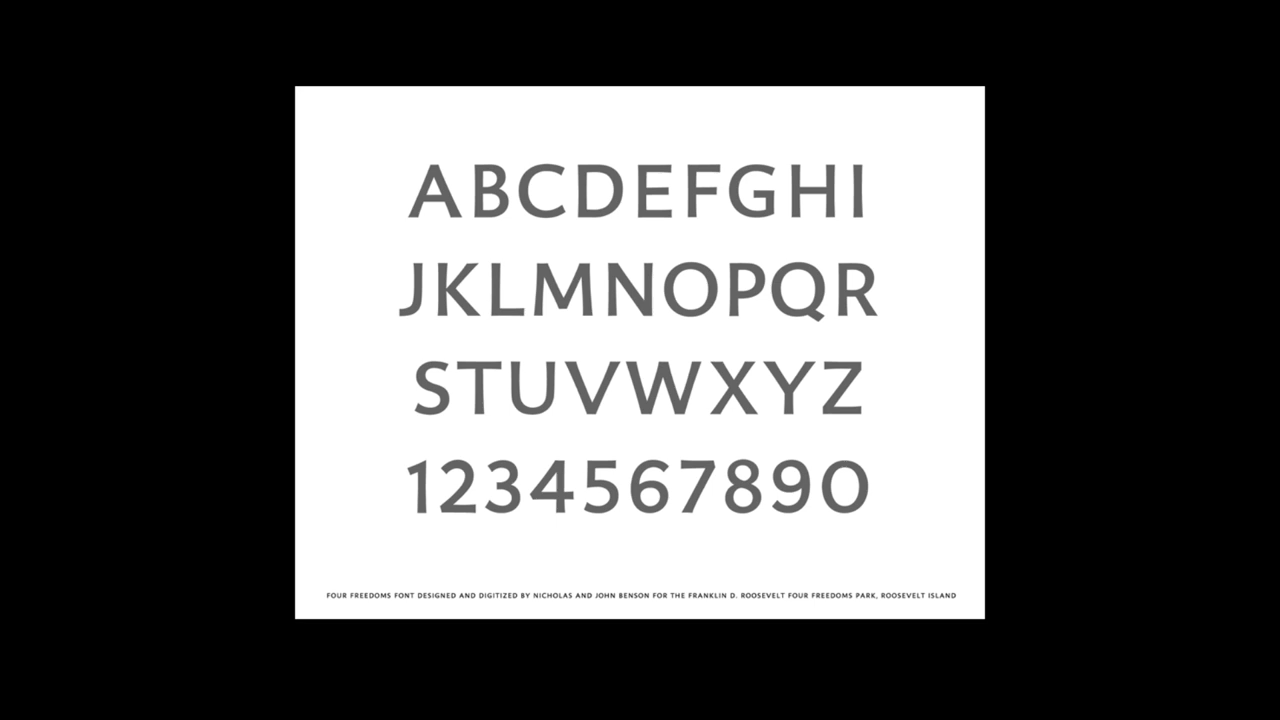 ABCDEFGHI
JKLMNOPQR
STUVWXYZ
1234567890
FOUR FREEDOMS FONT DESIGNED AND DIGITIZED BY NICHOLAS AND JOHN BENSON FOR THE FRANKLIN D. ROOSEVELT FOUR FREEDOMS PARK, ROOSEVELT ISLAND